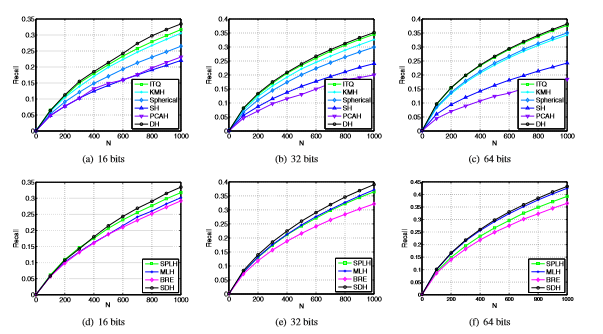 0.35
0.3
0.25
0.2
0.15
0.1
0.05
0
Recall
0 200 400 600 800 1000
N
ITQ
KMH
Spherical
SH
PCAH
DH
(a) 16 bits
0.4
0.35
0.3
0.25
0.2
0.15
0.1
0.05
0
Recall
0 200 400 600 800 1000
N
ITQ
KMH
Spherical
SH
PCAH
DH
(b) 32 bits
0.4
0.35
0.3
0.25
0.2
0.15
0.1
0.05
0
Recall
0 200 400 600 800 1000
N
ITQ
KMH
Spherical
SH
PCAH
DH
(c) 64 bits
0.35
0.3
0.25
0.2
0.15
0.1
0.05
0
Recall
0 200 400 600 800 1000
N
SPLH
MLH
BRE
SDH
(d) 16 bits
0.4
0.35
0.3
0.25
0.2
0.15
0.1
0.05
0
Recall
0 200 400 600 800 1000
N
SPLH
MLH
BRE
SDH
(e) 32 bits
0.45
0.4
0.35
0.3
0.25
0.2
0.15
0.1
0.05
0
Recall
0 200 400 600 800 1000
N
SPLH
MLH
BRE
SDH
(f) 64 bits